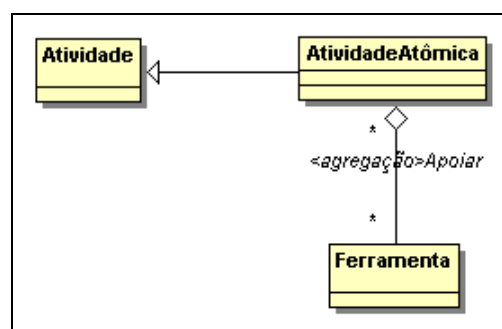 Atividade
AtividadeAtômica
*
<agregação>Apoiar
*
Ferramenta